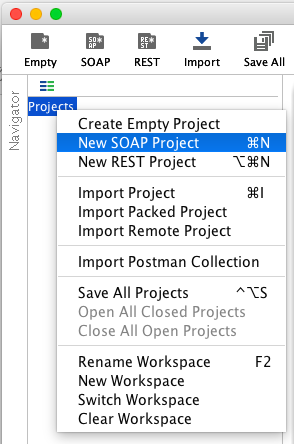 SO AP
RE ST
Empty SOAP REST Import Save All
Navigator
Projects
Create Empty Project
New SOAP Project ⌘N
New REST Project ⌥⌘N
Import Project ⌘I
Import Packed Project
Import Remote Project
Import Postman Collection
Save All Projects ^⌥S
Open All Closed Projects
Close All Open Projects
Rename Workspace F2
New Workspace
Switch Workspace
Clear Workspace